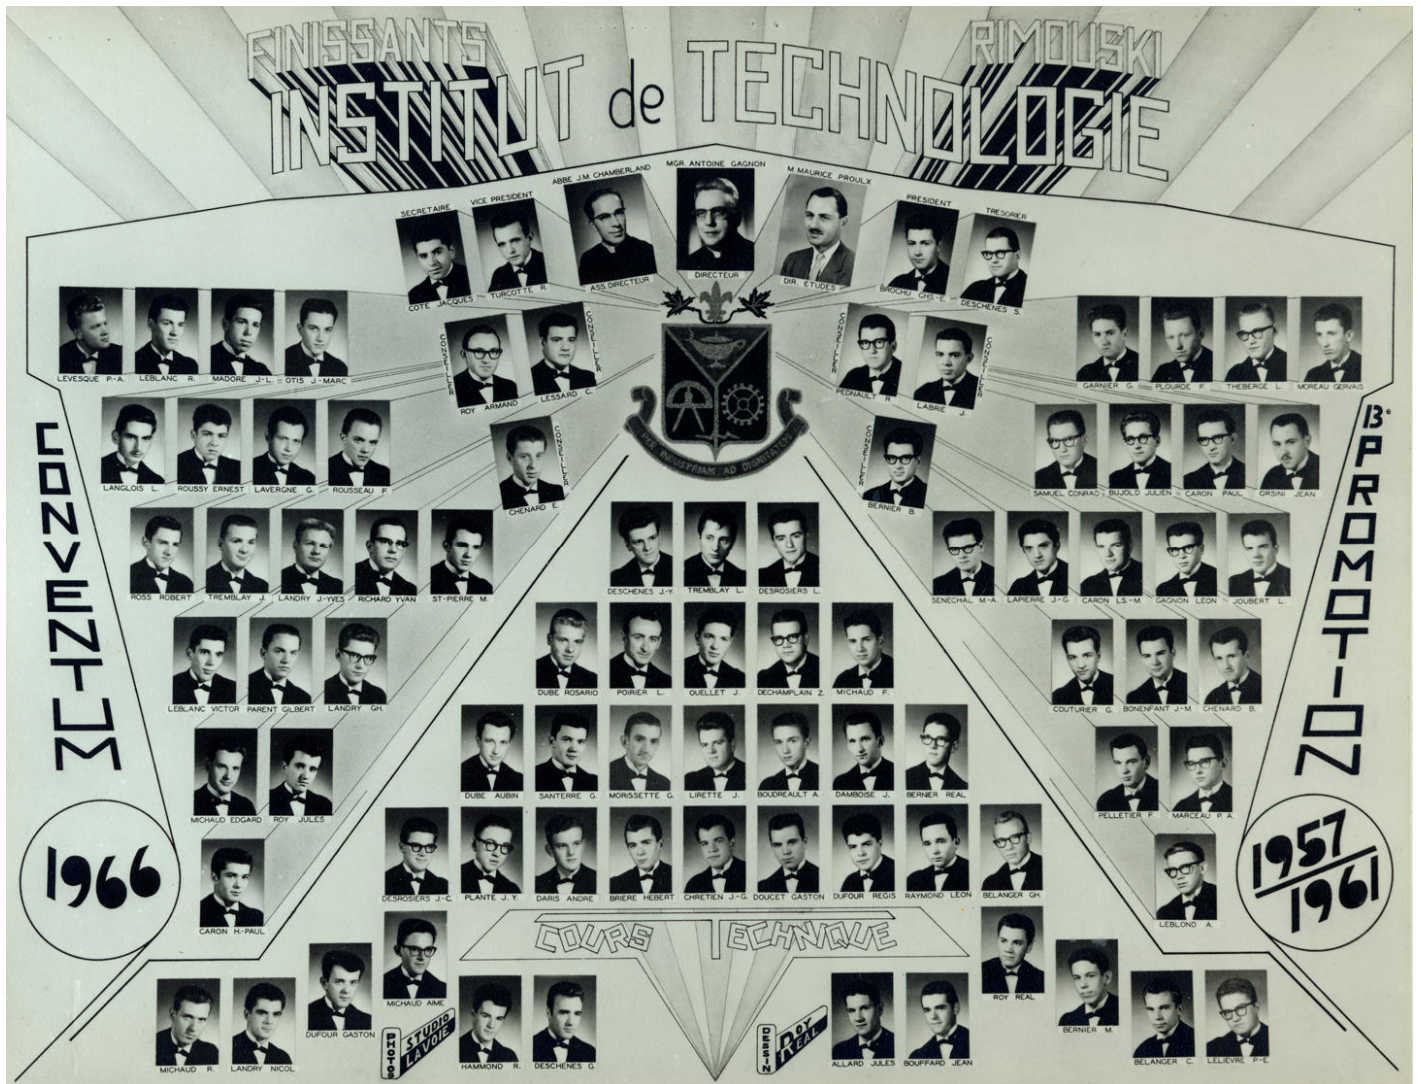 FINISSANTS RIMOUSKI
INSTITUT de TECHNOLOGIE
SECRETAIRE
VICE PRESIDENT
ABBE J.M. CHAMBERLAND
MGR. ANTOINE GAGNON
M. MAURICE PROULX
PRESIDENT
TRESORIER
COTE JACQUES
TURCOTTE R.
ASS. DIRECTEUR
DIRECTEUR
DIR. ETUDES
BROCHU CHS-E.
DESCHENES S.
CONSEILLER
ROY ARMAND
CONSEILLER
LESSARD C.
CONSEILLER
PEDNAULT R.
CONSEILLER
LABRIE J.
CONSEILLER
CHENARD E.
CONSEILLER
BERNIER B.
INDUSTRIAM AD DIGNITATEM
LEVESQUE P.-A. LEBLANC R. MADORE J.-L. OTIS J.-MARC
GARNIER G. PLOURDE F. THEBERGE L. MOREAU GERVAIS
LANGLOIS L. ROUSSY ERNEST LAVERGNE G. ROUSSEAU F.
SAMUEL CONRAD BUJOLD JULIEN CARON PAUL ORSINI JEAN
ROSS ROBERT TREMBLAY J. LANDRY J-YVES RICHARD YVAN ST-PIERRE M.
SENECHAL M.-A. LAPIERRE J.-G. CARON LS.-M. GAGNON LEON JOUBERT L.
LEBLANC VICTOR PARENT GILBERT LANDRY GH.
COUTURIER G. BONENFANT J.-M. CHENARD B.
MICHAUD EDGARD ROY JULES
PELLETIER F. MARCEAU P.A.
CARON H.-PAUL
LEBLOND A.
DESCHENES J.-Y. TREMBLAY L. DESROSIERS L.
DUBE ROSARIO POIRIER L. OUELLET J. DECHAMPLAIN Z. MICHAUD F.
DUBE AUBIN SANTERRE G. MORISSETTE G. LIRETTE J. BOUDREAULT A. DAMBOISE J. BERNIER REAL
DESROSIERS J.-C. PLANTE J.Y. DARIS ANDRE BRIERE HEBERT CHRETIEN J.-G. DOUCET GASTON DUFOUR REGIS RAYMOND LEON BELANGER GH.
CONVENTUM
1966
13e PROMOTION
1957/1961
COURS TECHNIQUE
MICHAUD R. LANDRY NICOL DUFOUR GASTON MICHAUD AIME HAMMOND R. DESCHENES G.
ALLARD JULES BOUFFARD JEAN ROY REAL BERNIER M. BELANGER C. LELIEVRE P.-E.
PHOTOS STUDIO LAVOIE
DESSIN ROY REAL